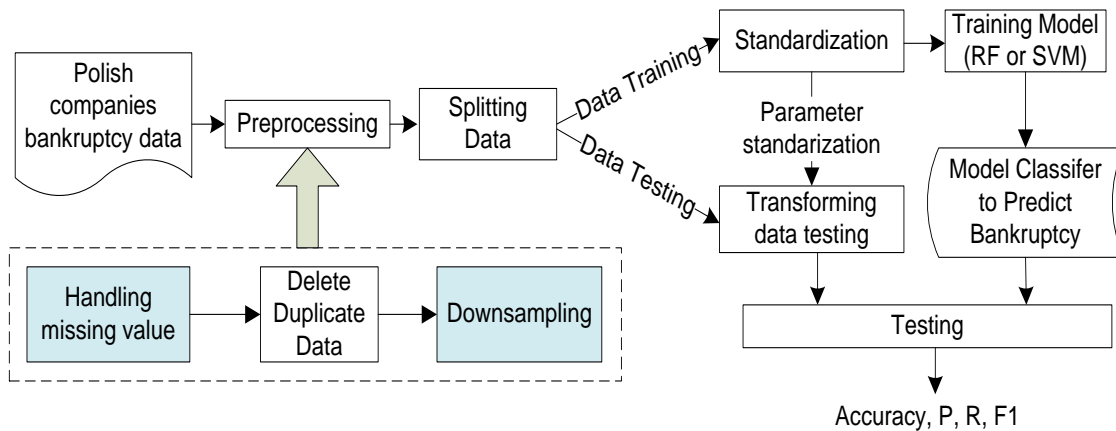 Polish
companies
bankruptcy data
Preprocessing
Splitting
Data
Data Training
Data Testing
Standardization
Training Model
(RF or SVM)
Parameter
standarization
Transforming
data testing
Model Classifer
to Predict
Bankruptcy
Handling
missing value
Delete
Duplicate
Data
Downsampling
Testing
Accuracy, P, R, F1